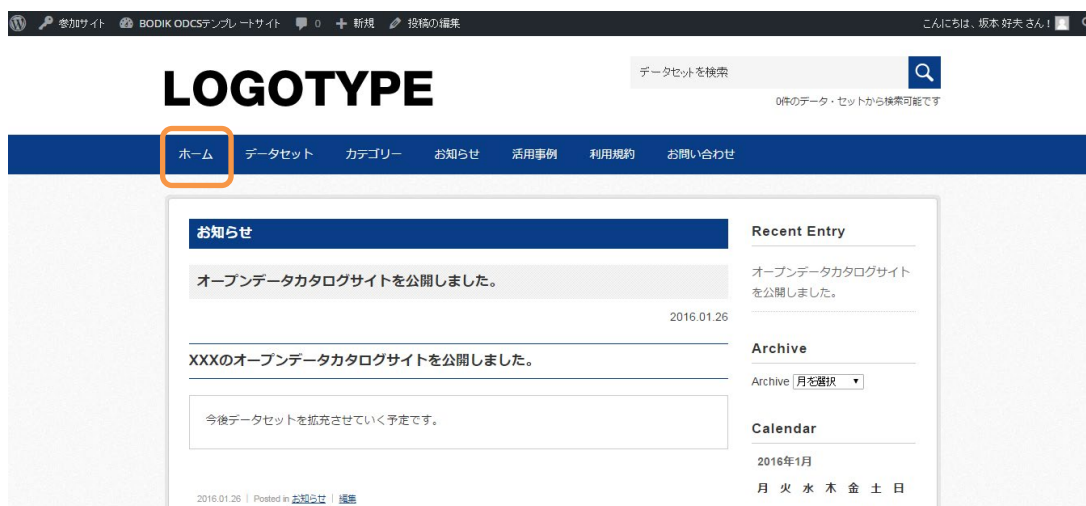 参加サイト BODIK ODCSテンプレートサイト 0 新規 投稿の編集 こんにちは、坂本 好夫 さん!
LOGOTYPE
データセットを検索
0件のデータ・セットから検索可能です
ホーム データセット カテゴリー お知らせ 活用事例 利用規約 お問い合わせ
お知らせ
オープンデータカタログサイトを公開しました。
2016.01.26
XXXのオープンデータカタログサイトを公開しました。
今後データセットを拡充させていく予定です。
2016.01.26 | Posted in お知らせ | 編集
Recent Entry
オープンデータカタログサイト
を公開しました。
Archive
Archive 月を選択
Calendar
2016年1月
月 火 水 木 金 土 日